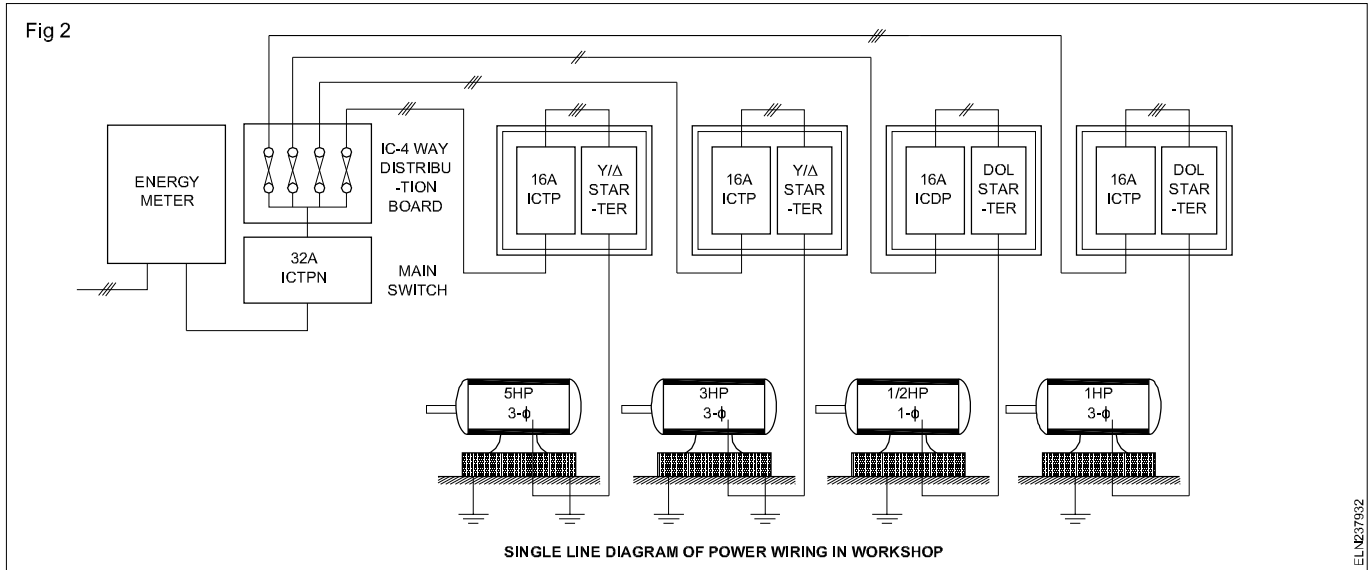 Fig 2
ENERGY
METER
IC-4 WAY
DISTRIBU
-TION
BOARD
32A
ICTPN
MAIN
SWITCH
16A
ICTP
Y/Δ
STAR
-TER
16A
ICTP
Y/Δ
STAR
-TER
16A
ICDP
DOL
STAR
-TER
16A
ICTP
DOL
STAR
-TER
5HP
3-ϕ
3HP
3-ϕ
1/2HP
1-ϕ
1HP
3-ϕ
SINGLE LINE DIAGRAM OF POWER WIRING IN WORKSHOP
ELN237932